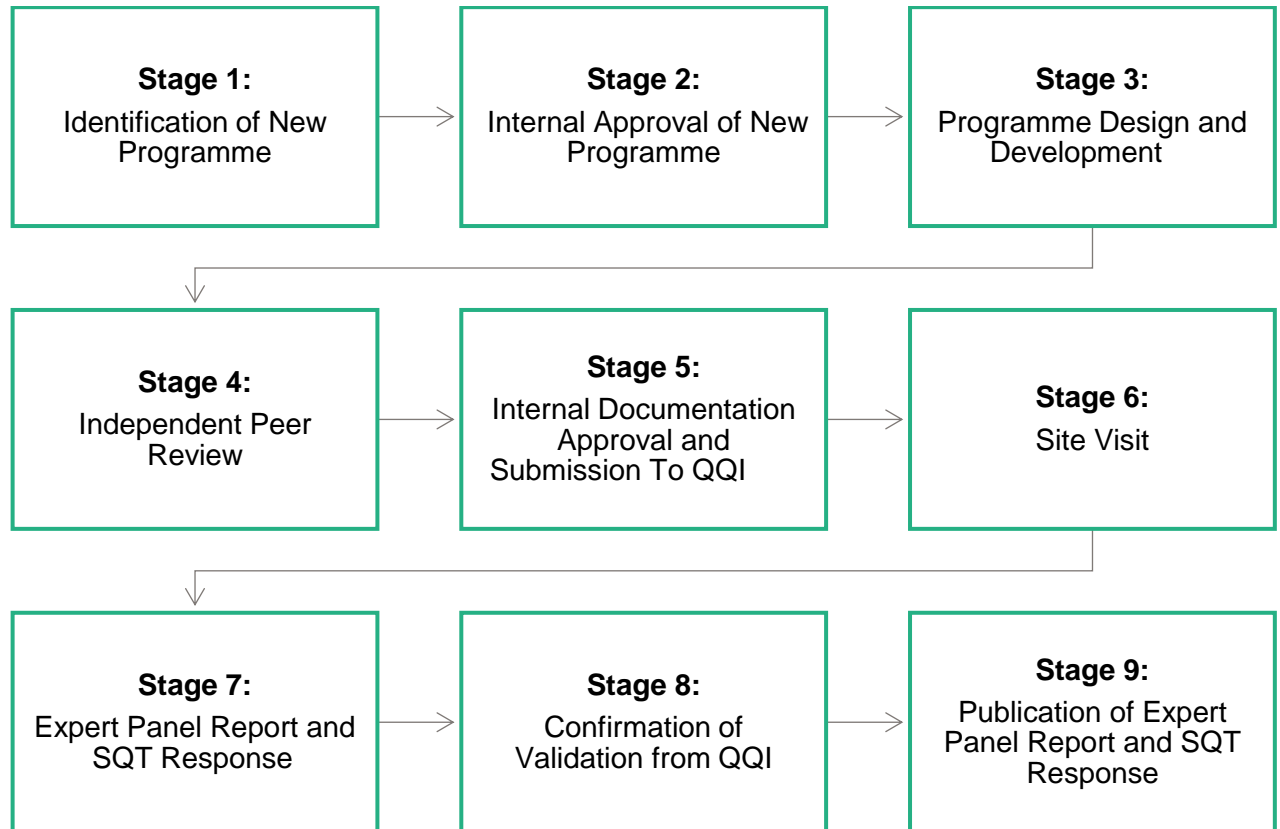 Stage 1:
Identification of New
Programme
Stage 2:
Internal Approval of New
Programme
Stage 3:
Programme Design and
Development
Stage 4:
Independent Peer
Review
Stage 5:
Internal Documentation
Approval and
Submission To QQI
Stage 6:
Site Visit
Stage 7:
Expert Panel Report and
SQT Response
Stage 8:
Confirmation of
Validation from QQI
Stage 9:
Publication of Expert
Panel Report and SQT
Response